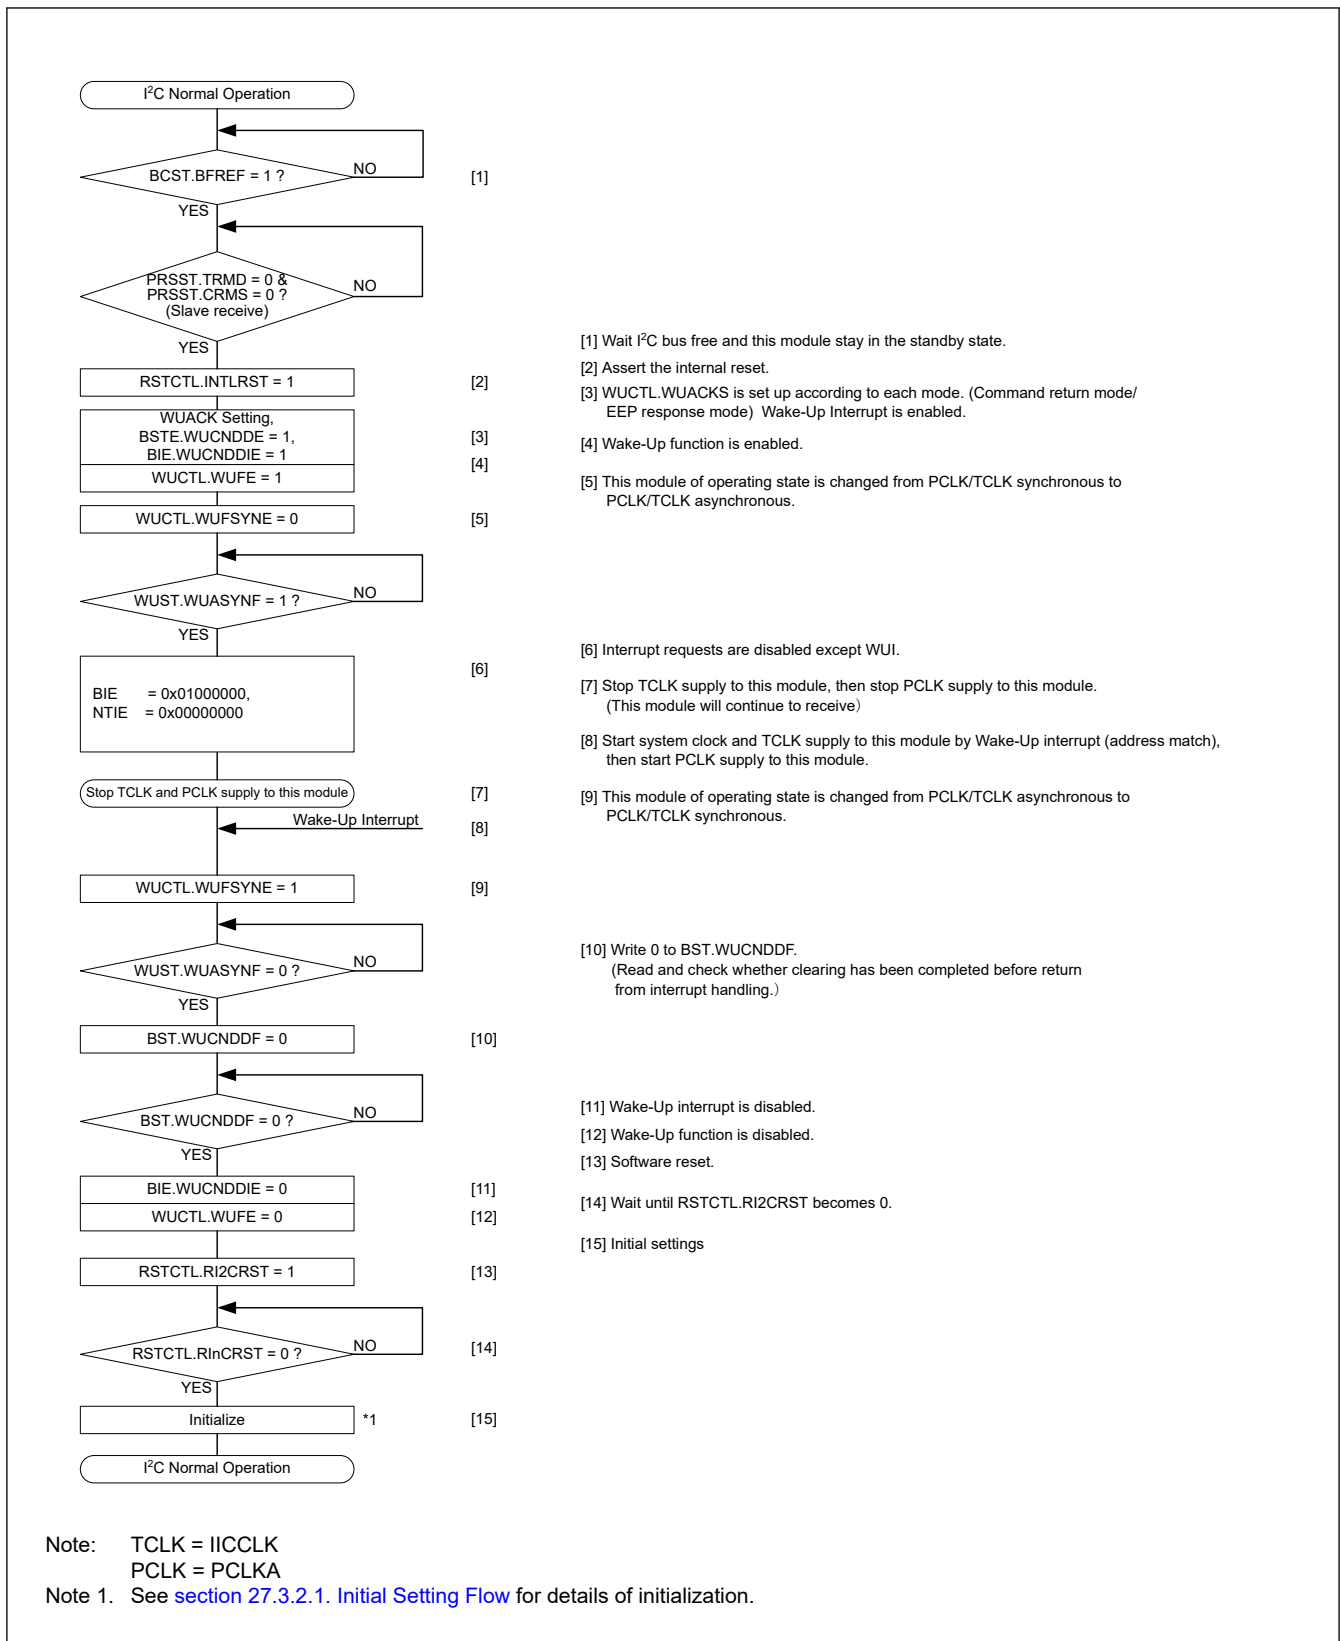 I²C Normal Operation
BCST.BFREF = 1 ?
NO
[1]
YES
PRSST.TRMD = 0 &
PRSST.CRMS = 0 ?
(Slave receive)
NO
YES
[1] Wait I²C bus free and this module stay in the standby state.
RSTCTL.INTLRST = 1
[2]
[2] Assert the internal reset.
[3] WUCTL.WUACKS is set up according to each mode. (Command return mode/
EEP response mode)  Wake-Up Interrupt is enabled.
WUACK Setting,
BSTE.WUCNDDE = 1,
BIE.WUCNDDIE = 1
[3]
[4] Wake-Up function is enabled.
WUCTL.WUFE = 1
[4]
[5] This module of operating state is changed from PCLK/TCLK synchronous to
PCLK/TCLK asynchronous.
WUCTL.WUFSYNE = 0
[5]
WUST.WUASYNF = 1 ?
NO
YES
[6] Interrupt requests are disabled except WUI.
[6]
BIE = 0x01000000,
NTIE = 0x00000000
[7] Stop TCLK supply to this module, then stop PCLK supply to this module.
(This module will continue to receive）
[8] Start system clock and TCLK supply to this module by Wake-Up interrupt (address match),
then start PCLK supply to this module.
Stop TCLK and PCLK supply to this module
[7]
[9] This module of operating state is changed from PCLK/TCLK asynchronous to
PCLK/TCLK synchronous.
Wake-Up Interrupt
[8]
WUCTL.WUFSYNE = 1
[9]
WUST.WUASYNF = 0 ?
NO
YES
[10] Write 0 to BST.WUCNDDF.
(Read and check whether clearing has been completed before return
from interrupt handling.）
BST.WUCNDDF = 0
[10]
BST.WUCNDDF = 0 ?
NO
YES
[11] Wake-Up interrupt is disabled.
[12] Wake-Up function is disabled.
[13] Software reset.
BIE.WUCNDDIE = 0
[11]
WUCTL.WUFE = 0
[12]
[14] Wait until RSTCTL.RI2CRST becomes 0.
[15] Initial settings
RSTCTL.RI2CRST = 1
[13]
RSTCTL.RInCRST = 0 ?
NO
[14]
YES
Initialize
*1
[15]
I²C Normal Operation
Note: TCLK = IICCLK
PCLK = PCLKA
Note 1. See section 27.3.2.1. Initial Setting Flow for details of initialization.